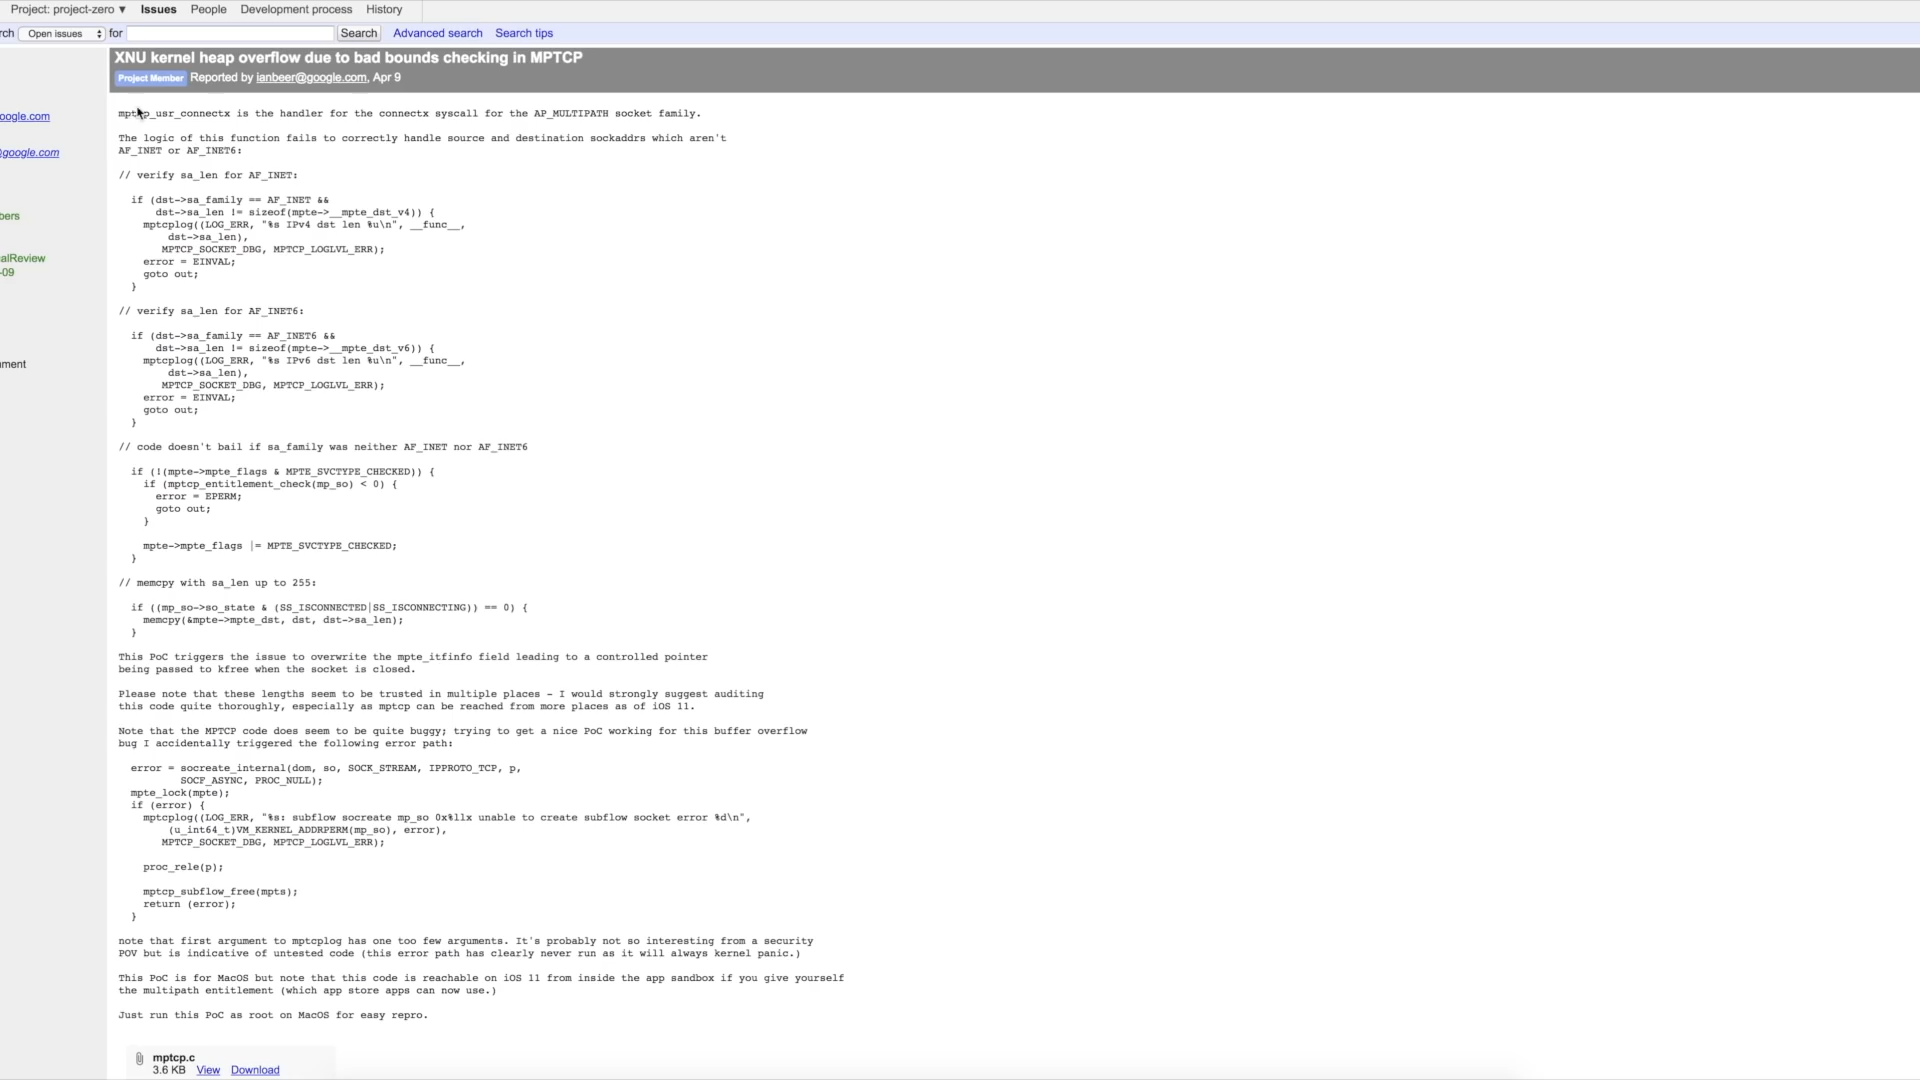 Project: project-zero ▼ Issues People Development process History
rch Open issues for Search Advanced search Search tips
XNU kernel heap overflow due to bad bounds checking in MPTCP
Project Member Reported by ianbeer@google.com, Apr 9
oogle.com
@google.com
bers
alReview
-09
ment
mptcp_usr_connectx is the handler for the connectx syscall for the AP_MULTIPATH socket family.
The logic of this function fails to correctly handle source and destination sockaddrs which aren't
AF_INET or AF_INET6:
// verify sa_len for AF_INET:
if (dst->sa_family == AF_INET &&
dst->sa_len != sizeof(mpte->__mpte_dst_v4)) {
mptcplog((LOG_ERR, "%s IPv4 dst len %u\n", __func__,
dst->sa_len),
MPTCP_SOCKET_DBG, MPTCP_LOGLVL_ERR);
error = EINVAL;
goto out;
}
// verify sa_len for AF_INET6:
if (dst->sa_family == AF_INET6 &&
dst->sa_len != sizeof(mpte->__mpte_dst_v6)) {
mptcplog((LOG_ERR, "%s IPv6 dst len %u\n", __func__,
dst->sa_len),
MPTCP_SOCKET_DBG, MPTCP_LOGLVL_ERR);
error = EINVAL;
goto out;
}
// code doesn't bail if sa_family was neither AF_INET nor AF_INET6
if (!(mpte->mpte_flags & MPTE_SVCTYPE_CHECKED)) {
if (mptcp_entitlement_check(mp_so) < 0) {
error = EPERM;
goto out;
}
mpte->mpte_flags |= MPTE_SVCTYPE_CHECKED;
}
// memcpy with sa_len up to 255:
if ((mp_so->so_state & (SS_ISCONNECTED|SS_ISCONNECTING)) == 0) {
memcpy(&mpte->mpte_dst, dst, dst->sa_len);
}
This PoC triggers the issue to overwrite the mpte_itfinfo field leading to a controlled pointer
being passed to kfree when the socket is closed.
Please note that these lengths seem to be trusted in multiple places - I would strongly suggest auditing
this code quite thoroughly, especially as mptcp can be reached from more places as of iOS 11.
Note that the MPTCP code does seem to be quite buggy; trying to get a nice PoC working for this buffer overflow
bug I accidentally triggered the following error path:
error = socreate_internal(dom, so, SOCK_STREAM, IPPROTO_TCP, p,
SOCF_ASYNC, PROC_NULL);
mpte_lock(mpte);
if (error) {
mptcplog((LOG_ERR, "%s: subflow socreate mp_so 0x%llx unable to create subflow socket error %d\n",
(u_int64_t)VM_KERNEL_ADDRPERM(mp_so), error),
MPTCP_SOCKET_DBG, MPTCP_LOGLVL_ERR);
proc_rele(p);
mptcp_subflow_free(mpts);
return (error);
}
note that first argument to mptcplog has one too few arguments. It's probably not so interesting from a security
POV but is indicative of untested code (this error path has clearly never run as it will always kernel panic.)
This PoC is for MacOS but note that this code is reachable on iOS 11 from inside the app sandbox if you give yourself
the multipath entitlement (which app store apps can now use.)
Just run this PoC as root on MacOS for easy repro.
mptcp.c
3.6 KB View Download